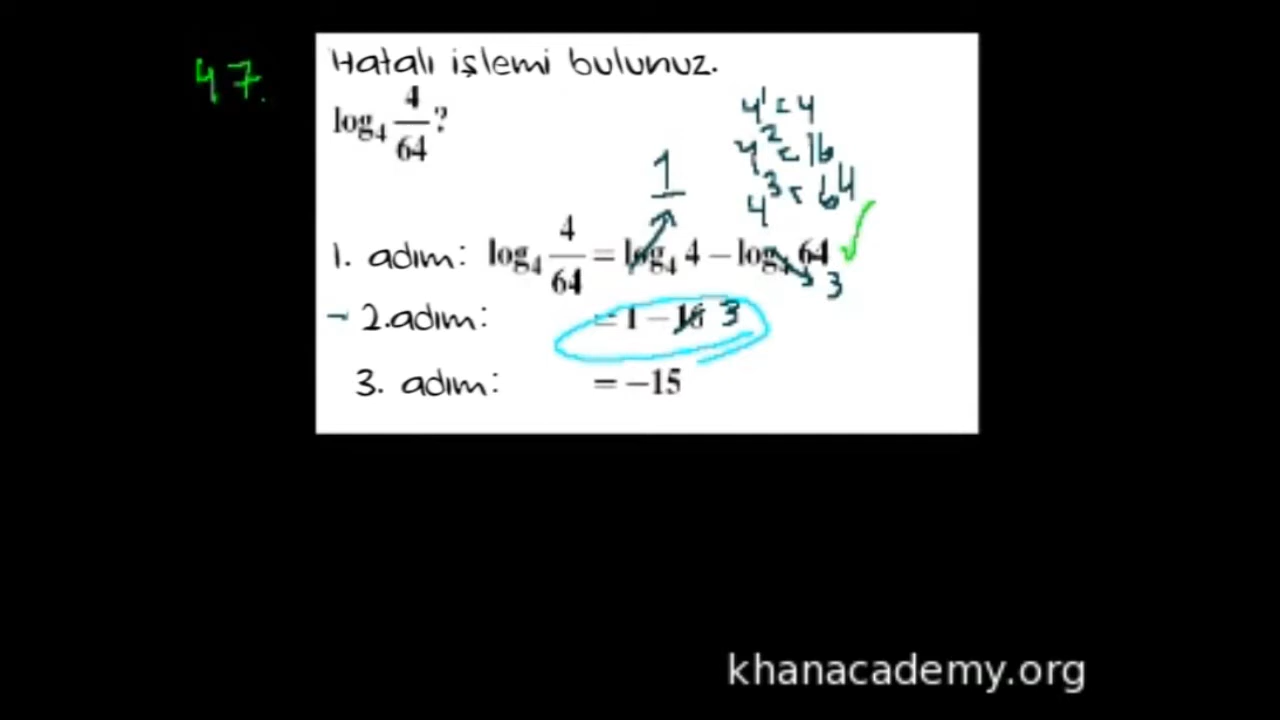 47.
Hatalı işlemi bulunuz.
log₄ 4/64 ?
4¹ = 4
4² = 16
4³ = 64
1
1. adım: log₄ 4/64 = log₄ 4 − log₄ 64 ✓
3
- 2.adım: = 1 − 16 3
3. adım: = −15
khanacademy.org